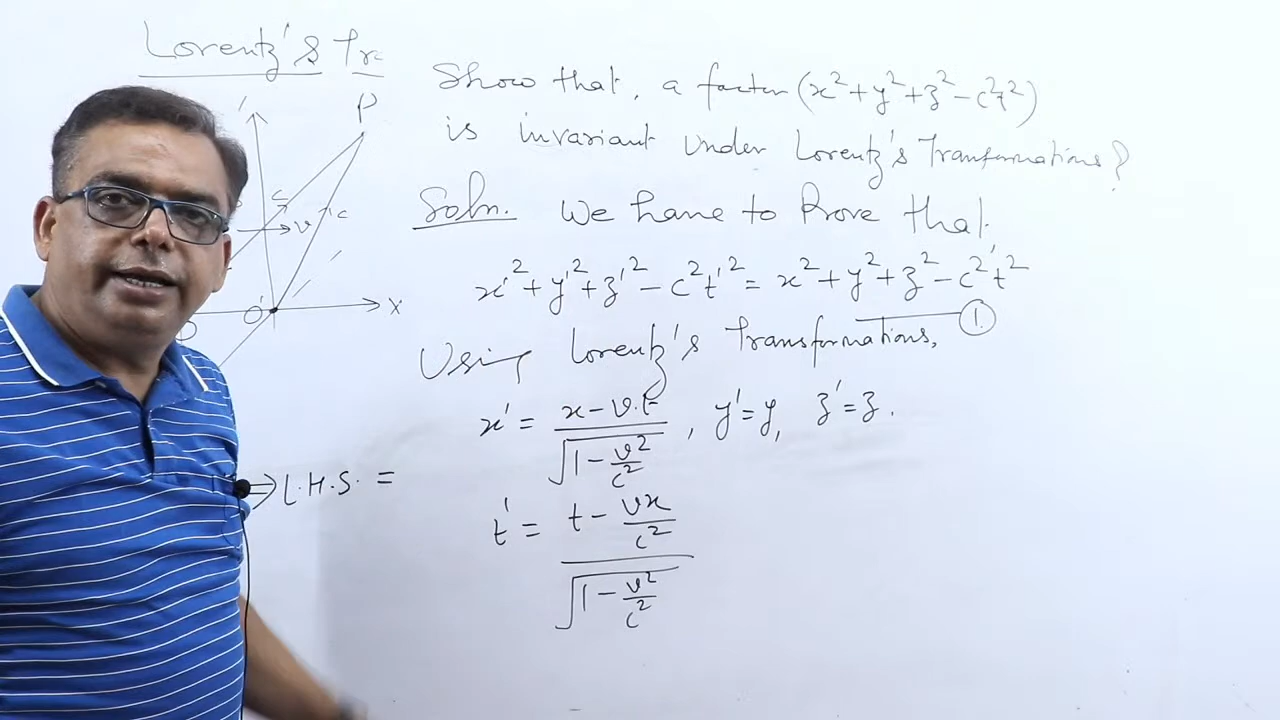 Lorentz's Tr
P
c
v
c
O'
X
Show that, a factor (x²+y²+z²-c²t²)
is invariant under Lorentz's Transformations?
Soln. We have to Prove that,
x'²+y'²+z'²-c²t'² = x²+y²+z²-c²t²
①
Using Lorentz's Transformations,
x' = (x-v.t)/√(1-v²/c²), y'=y, z'=z.
⇒ L.H.S. =
t' = (t-vx/c²)/√(1-v²/c²)